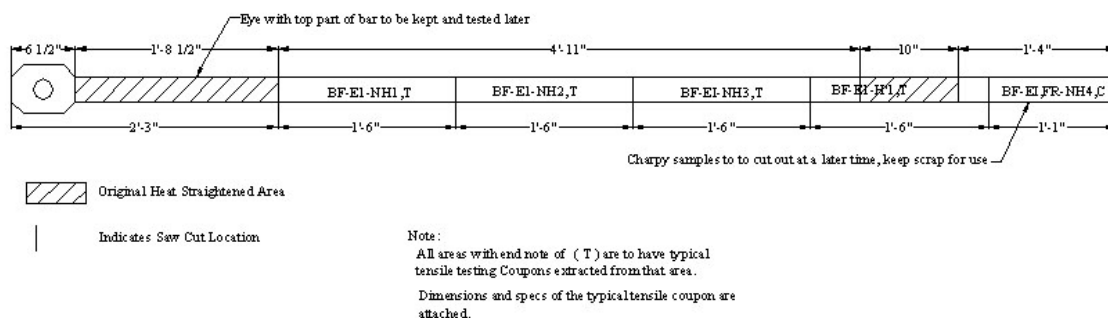 Eye with top part of bar to be kept and tested later
6 1/2" 1'-8 1/2" 4'-11" 10" 1'-4"
BF-E1-NH1,T BF-E1-NH2,T BF-E1-NH3,T BF-E1-H1,T BF-E1,FR-NH4,C
2'-3" 1'-6" 1'-6" 1'-6" 1'-6" 1'-1"
Charpy samples to to cut out at a later time, keep scrap for use
Original Heat Straightened Area
Indicates Saw Cut Location
Note:
All areas with end note of ( T ) are to have typical
tensile testing Coupons extracted from that area.
Dimensions and specs of the typical tensile coupon are
attached.